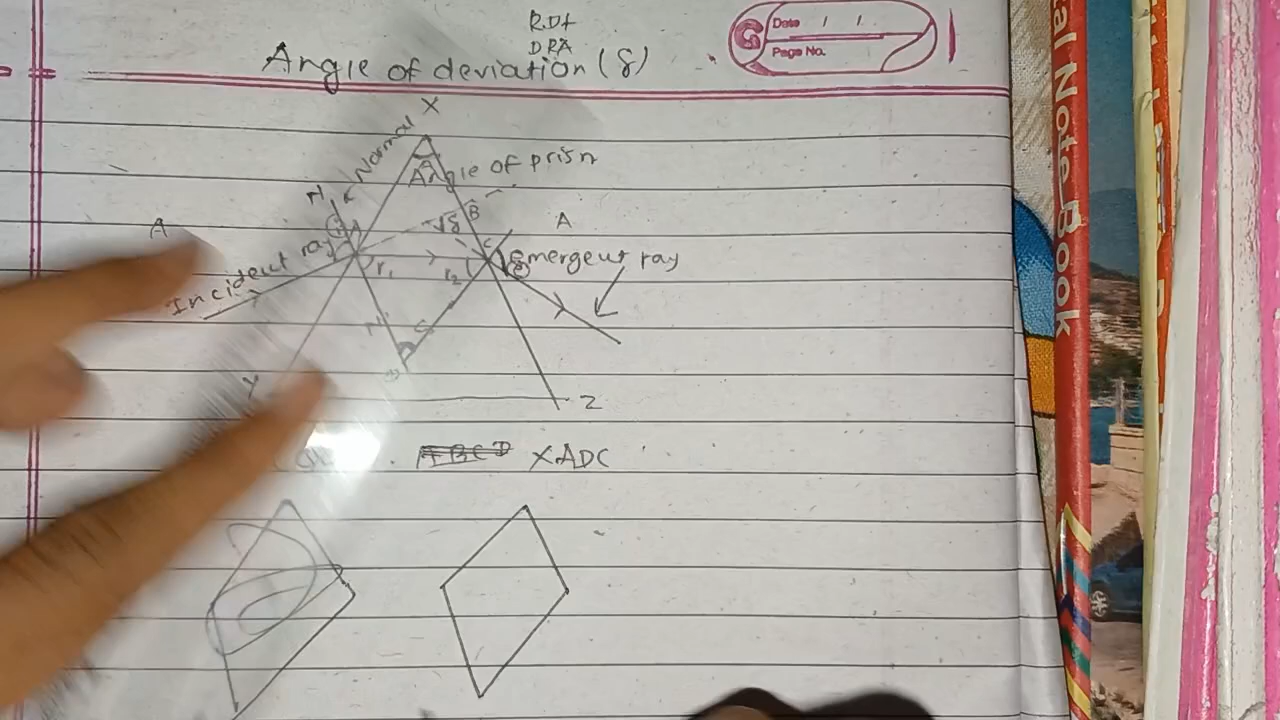 R.D↑
DRA
Angle of deviation (δ)
Date / /
Page No.
X
Normal
Angle of prism
N
B
A
A
δ
C
Incident ray
r₁
r₂
e
emergent ray
N
S
Y
Z
ABCD XADC
tal Note Book